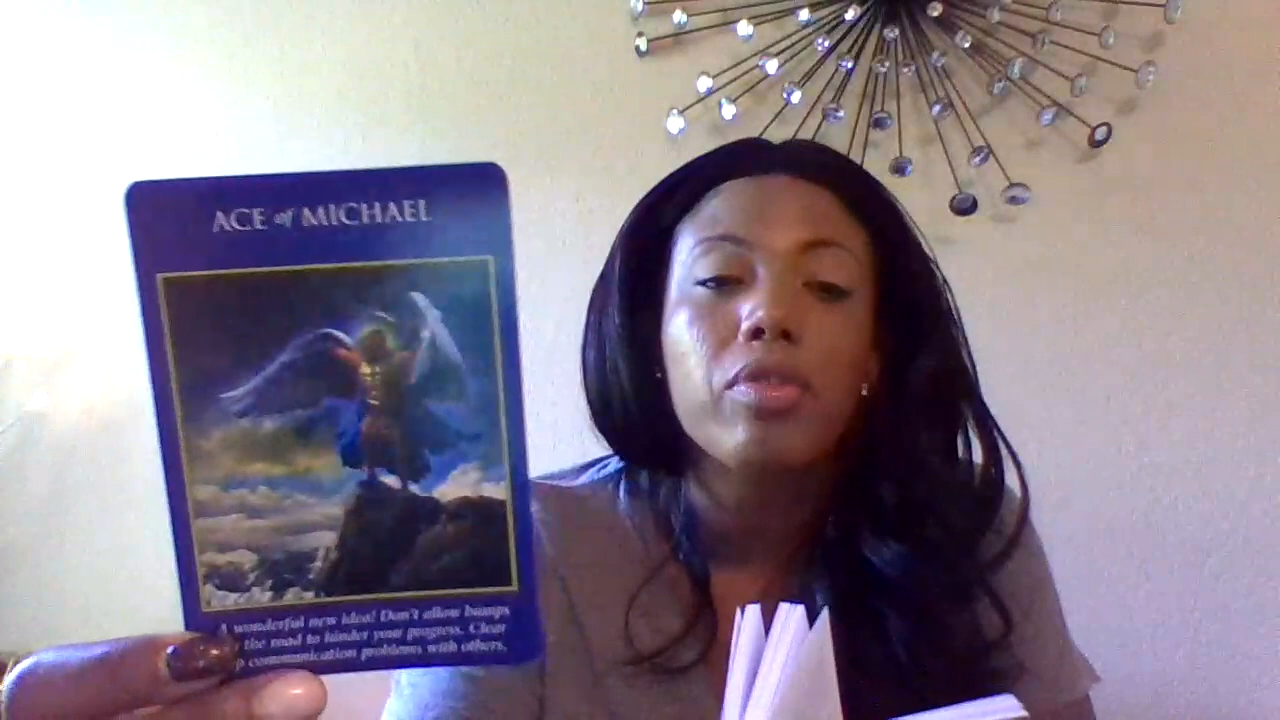 ACE of MICHAEL
A wonderful new idea! Don't allow bumps
the road to hinder your progress. Clear
communication problems with others.